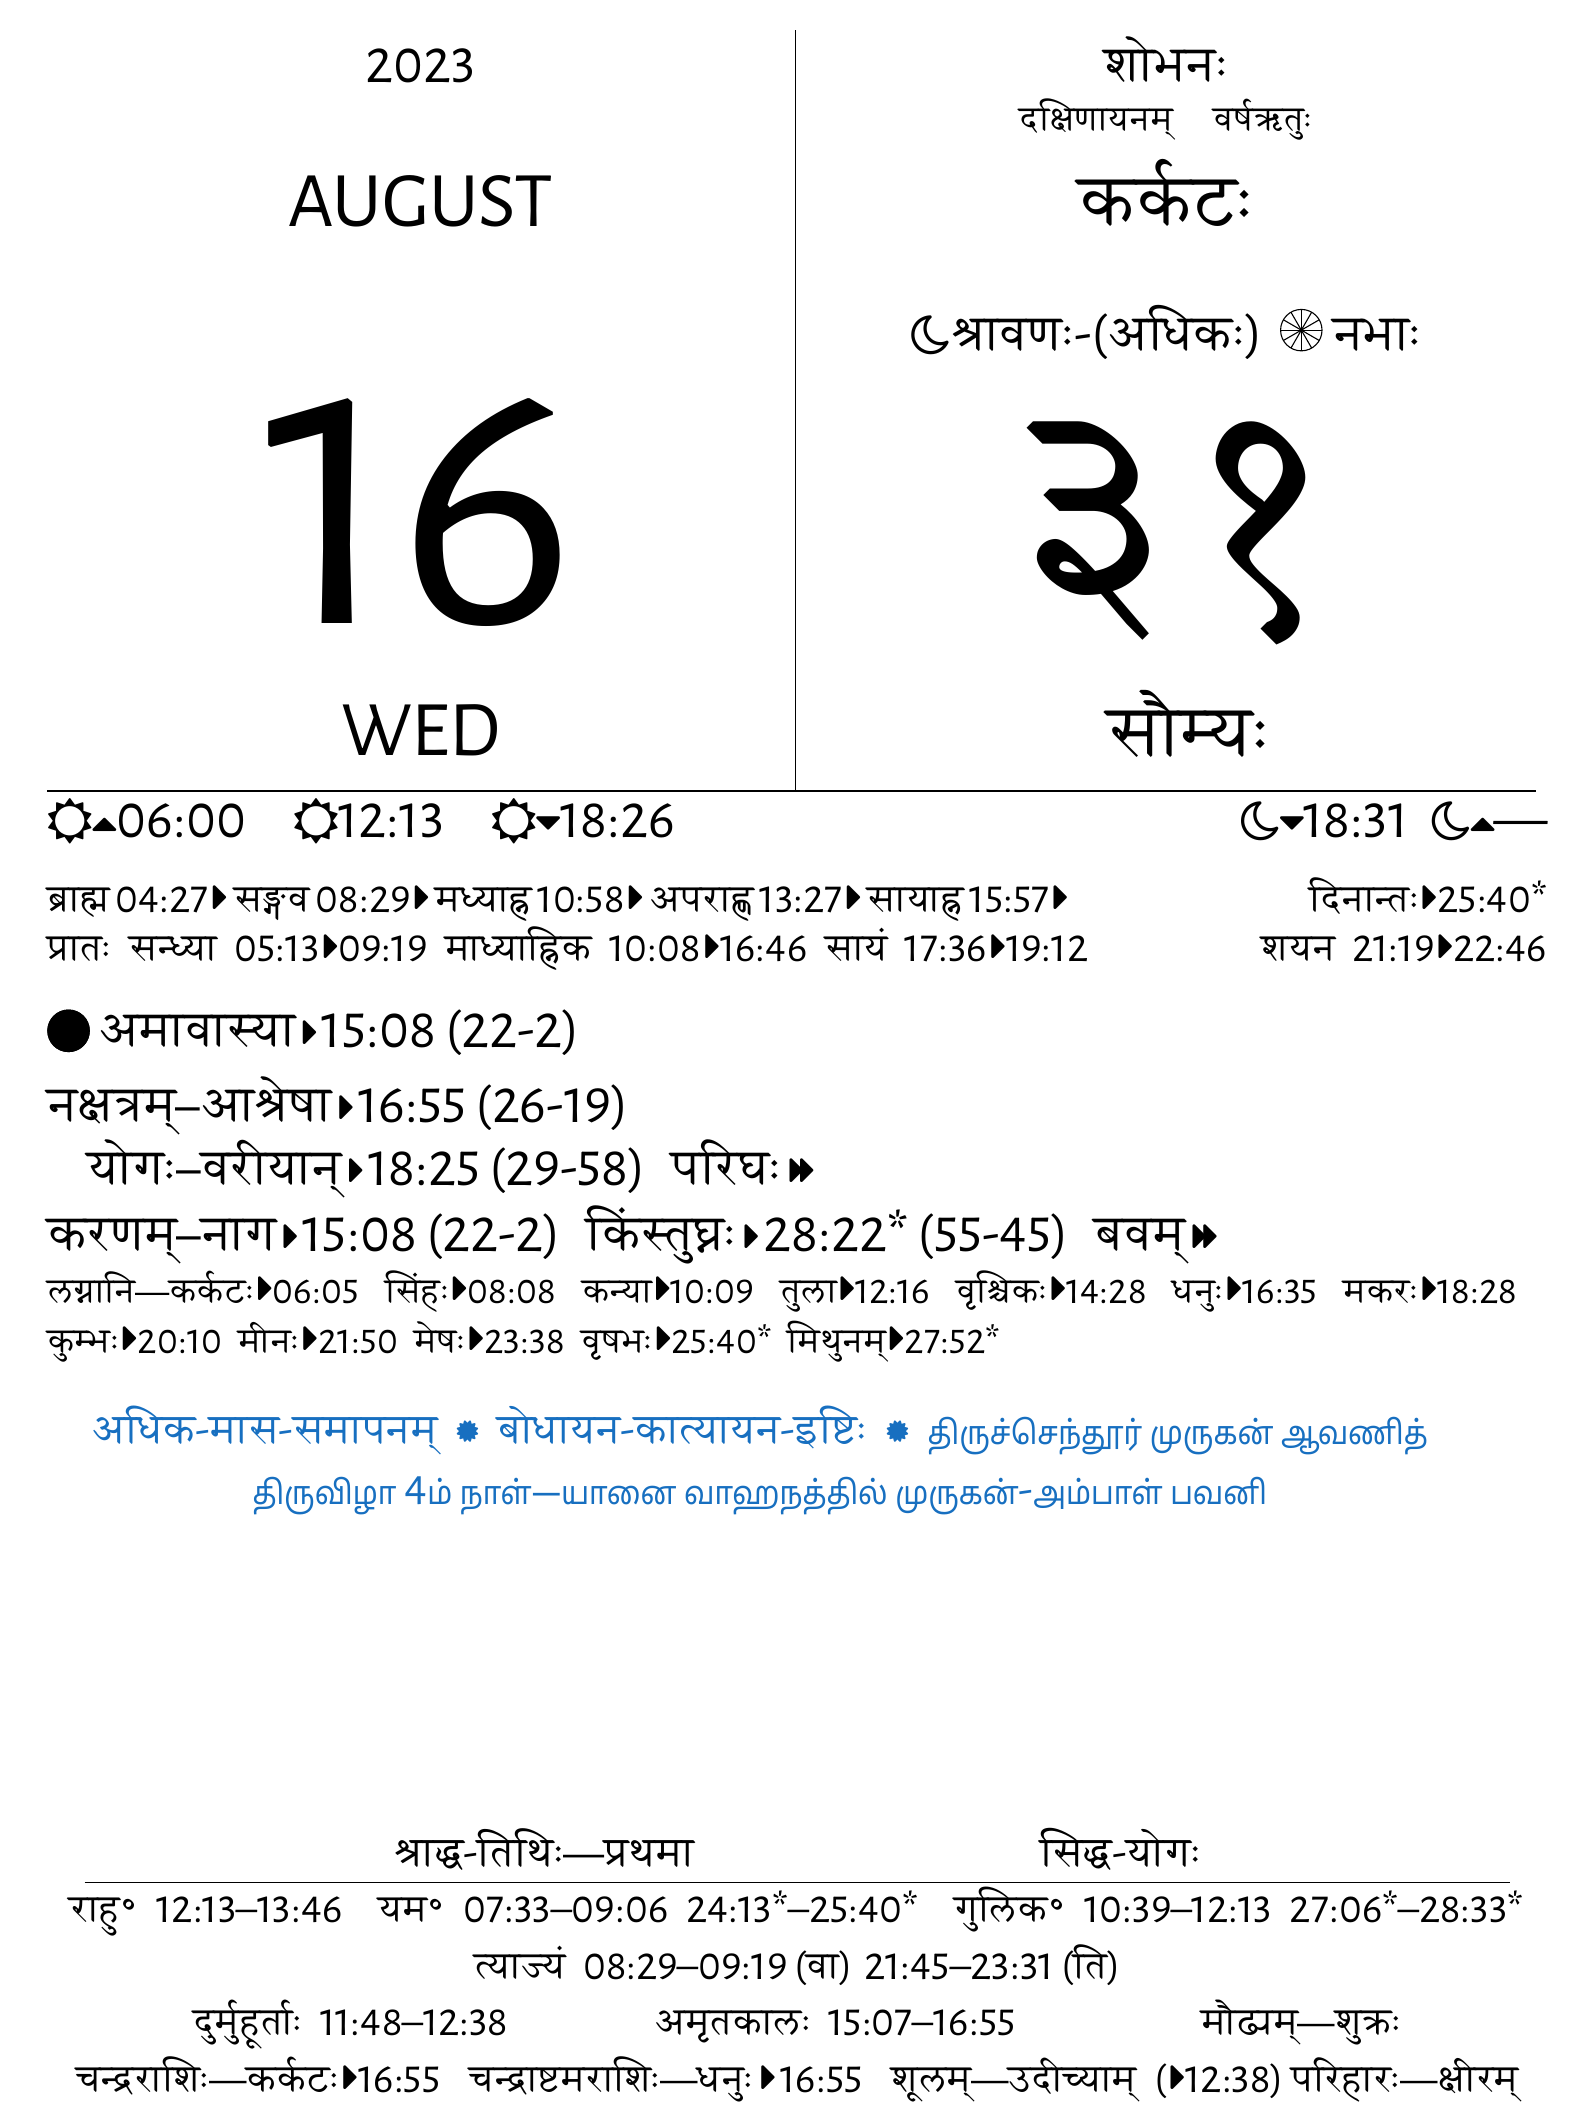 2023
AUGUST
16
WED
शोभनः
दक्षिणायनम् वर्षऋतुः
कर्कटः
श्रावणः-(अधिकः) नभाः
३१
सौम्यः
06:00 12:13 18:26 18:31 —
ब्राह्म 04:27 सङ्गव 08:29 मध्याह्न 10:58 अपराह्ण 13:27 सायाह्न 15:57 दिनान्तः 25:40*
प्रातः सन्ध्या 05:13 09:19 माध्याह्निक 10:08 16:46 सायं 17:36 19:12 शयन 21:19 22:46
अमावास्या 15:08 (22-2)
नक्षत्रम्–आश्रेषा 16:55 (26-19)
योगः–वरीयान् 18:25 (29-58) परिघः
करणम्–नाग 15:08 (22-2) किंस्तुघ्नः 28:22* (55-45) बवम्
लग्नानि—कर्कटः 06:05 सिंहः 08:08 कन्या 10:09 तुला 12:16 वृश्चिकः 14:28 धनुः 16:35 मकरः 18:28
कुम्भः 20:10 मीनः 21:50 मेषः 23:38 वृषभः 25:40* मिथुनम् 27:52*
अधिक-मास-समापनम् बोधायन-कात्यायन-इष्टिः திருச்செந்தூர் முருகன் ஆவணித்
திருவிழா 4ம் நாள்—யானை வாஹநத்தில் முருகன்-அம்பாள் பவனி
श्राद्ध-तिथिः—प्रथमा सिद्ध-योगः
राहु॰ 12:13–13:46 यम॰ 07:33–09:06 24:13*–25:40* गुलिक॰ 10:39–12:13 27:06*–28:33*
त्याज्यं 08:29–09:19 (वा) 21:45–23:31 (ति)
दुर्मुहूर्ताः 11:48–12:38 अमृतकालः 15:07–16:55 मौढ्यम्—शुक्रः
चन्द्रराशिः—कर्कटः 16:55 चन्द्राष्टमराशिः—धनुः 16:55 शूलम्—उदीच्याम् ( 12:38) परिहारः—क्षीरम्